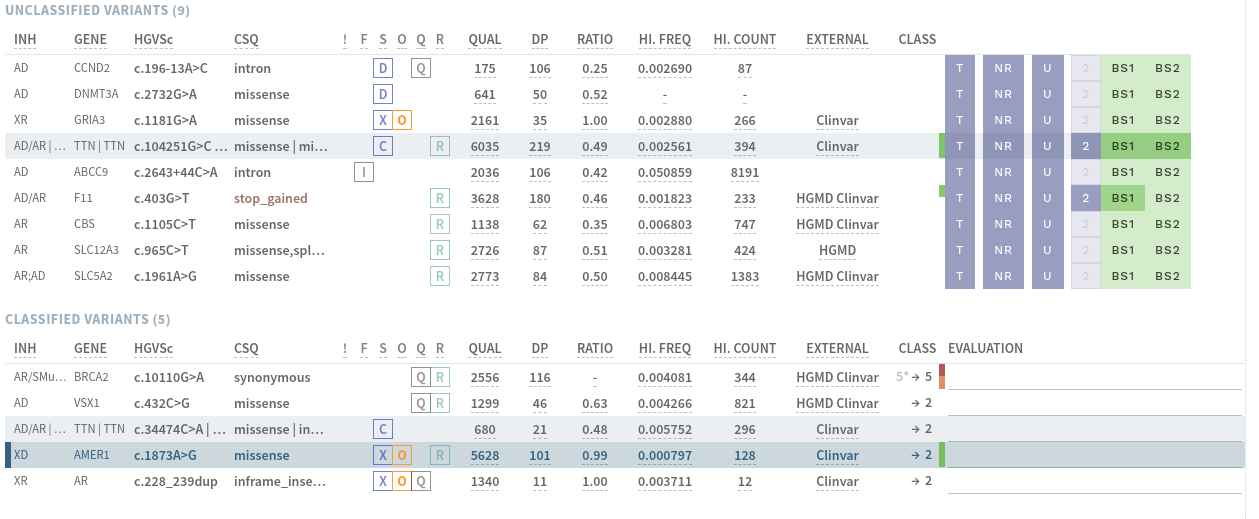 UNCLASSIFIED VARIANTS (9)
INH GENE HGVSc CSQ ! F S O Q R QUAL DP RATIO HI. FREQ HI. COUNT EXTERNAL CLASS
AD CCND2 c.196-13A>C intron D Q 175 106 0.25 0.002690 87 T NR U 2 BS1 BS2
AD DNMT3A c.2732G>A missense D 641 50 0.52 - - T NR U 2 BS1 BS2
XR GRIA3 c.1181G>A missense X O 2161 35 1.00 0.002880 266 Clinvar T NR U 2 BS1 BS2
AD/AR | … TTN | TTN c.104251G>C … missense | mi… C R 6035 219 0.49 0.002561 394 Clinvar T NR U 2 BS1 BS2
AD ABCC9 c.2643+44C>A intron I 2036 106 0.42 0.050859 8191 T NR U 2 BS1 BS2
AD/AR F11 c.403G>T stop_gained R 3628 180 0.46 0.001823 233 HGMD Clinvar T NR U 2 BS1 BS2
AR CBS c.1105C>T missense R 1138 62 0.35 0.006803 747 HGMD Clinvar T NR U 2 BS1 BS2
AR SLC12A3 c.965C>T missense,spl… R 2726 87 0.51 0.003281 424 HGMD T NR U 2 BS1 BS2
AR;AD SLC5A2 c.1961A>G missense R 2773 84 0.50 0.008445 1383 HGMD Clinvar T NR U 2 BS1 BS2
CLASSIFIED VARIANTS (5)
INH GENE HGVSc CSQ ! F S O Q R QUAL DP RATIO HI. FREQ HI. COUNT EXTERNAL CLASS EVALUATION
AR/SMu… BRCA2 c.10110G>A synonymous Q R 2556 116 - 0.004081 344 HGMD Clinvar 5* → 5
AD VSX1 c.432C>G missense Q R 1299 46 0.63 0.004266 821 HGMD Clinvar → 2
AD/AR | … TTN | TTN c.34474C>A | … missense | in… C 680 21 0.48 0.005752 296 Clinvar → 2
XD AMER1 c.1873A>G missense X O R 5628 101 0.99 0.000797 128 Clinvar → 2
XR AR c.228_239dup inframe_inse… X O Q 1340 11 1.00 0.003711 12 Clinvar → 2